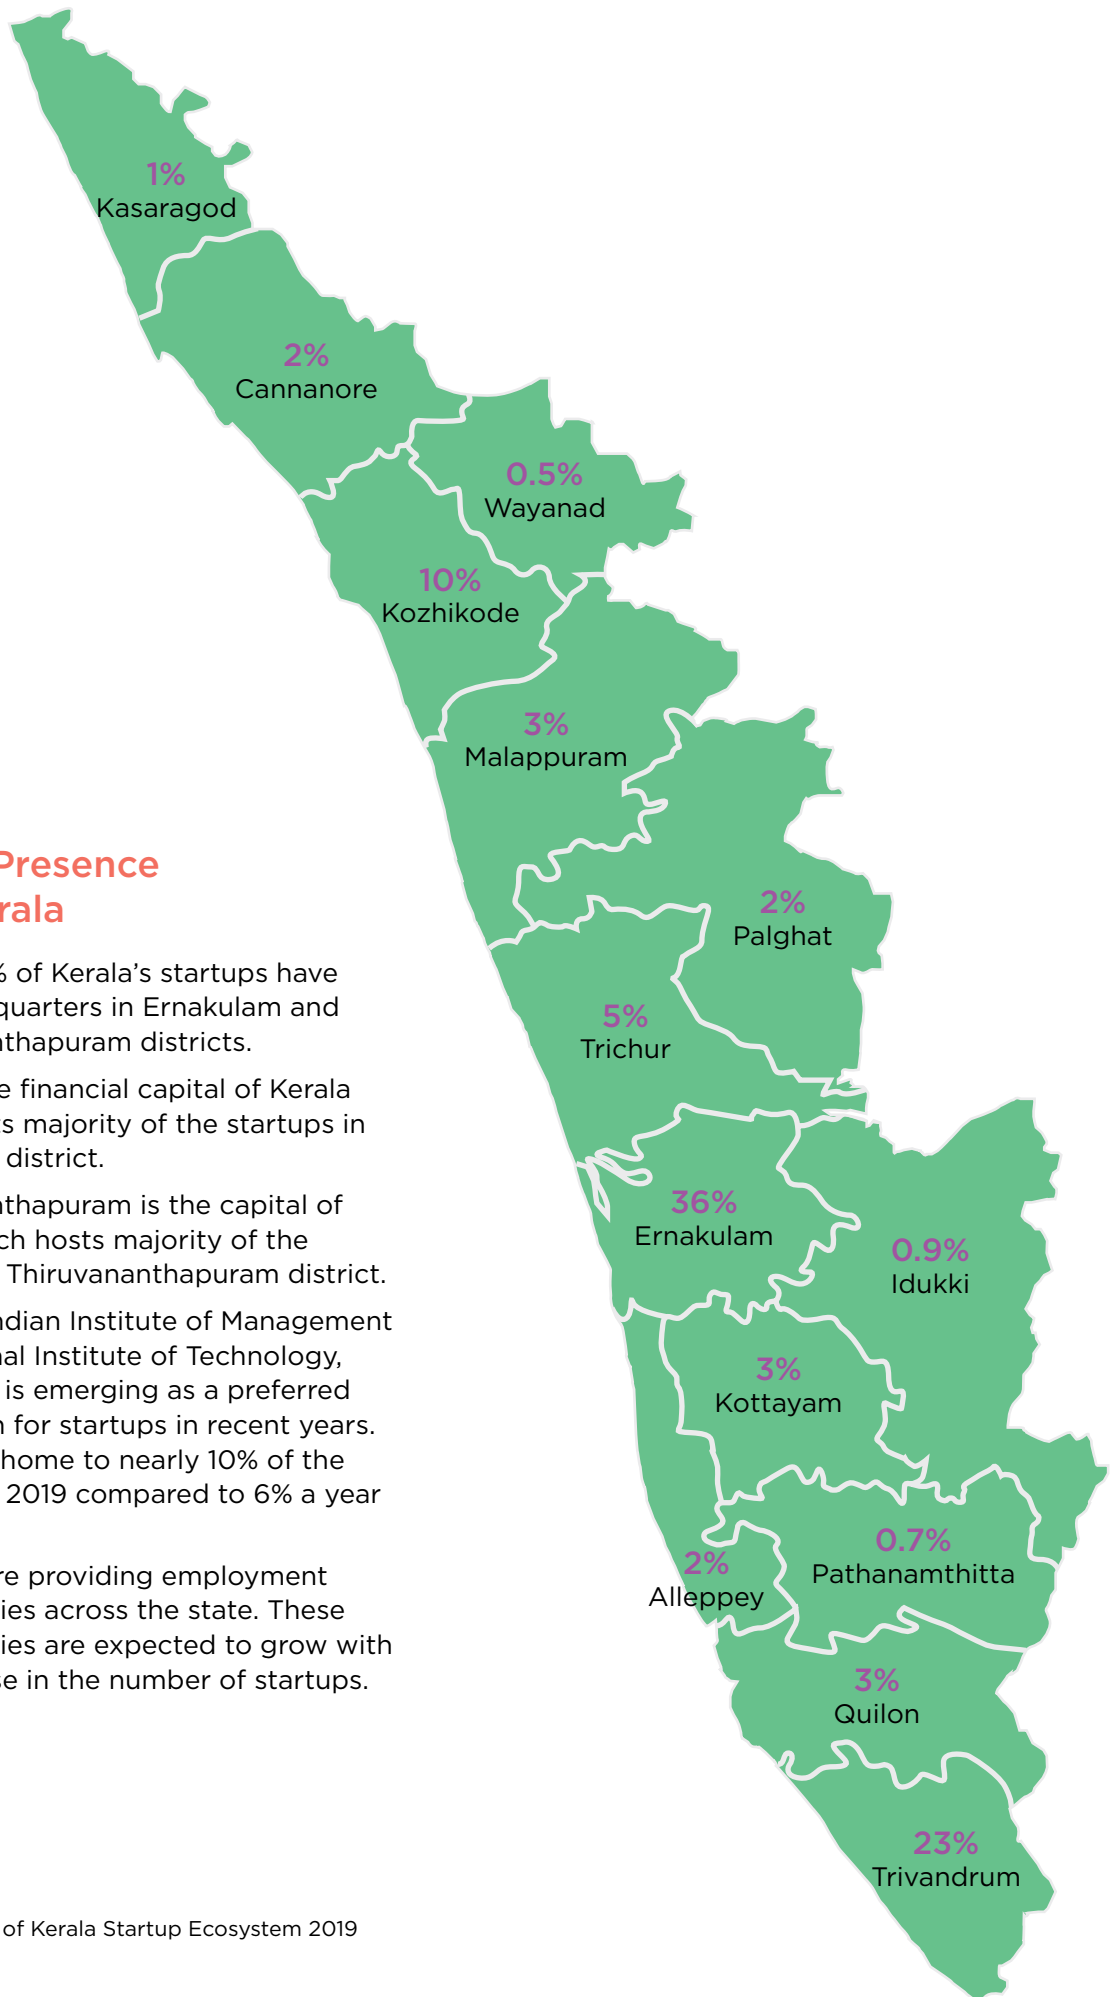 1%
Kasaragod
2%
Cannanore
0.5%
Wayanad
10%
Kozhikode
3%
Malappuram
2%
Palghat
5%
Trichur
36%
Ernakulam
0.9%
Idukki
3%
Kottayam
0.7%
Pathanamthitta
2%
Alleppey
3%
Quilon
23%
Trivandrum
Presence
rala
% of Kerala’s startups have
quarters in Ernakulam and
nthapuram districts.
e financial capital of Kerala
ts majority of the startups in
district.
nthapuram is the capital of
ch hosts majority of the
Thiruvananthapuram district.
ndian Institute of Management
nal Institute of Technology,
is emerging as a preferred
n for startups in recent years.
home to nearly 10% of the
2019 compared to 6% a year
re providing employment
ies across the state. These
ies are expected to grow with
se in the number of startups.
of Kerala Startup Ecosystem 2019